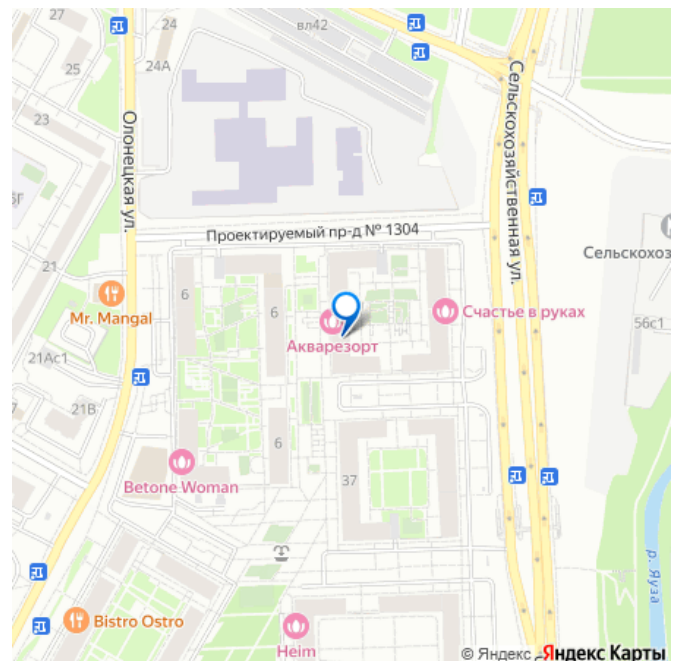 27
24
вл42
24А
25
23
Олонецкая ул.
Сельскохозяйственная ул.
Проектируемый пр-д № 1304
21
6
6
Сельскохоз
Mr. Mangal
Акварезорт
Счастье в руках
56с1
21Ас1
21В
6
37
Betone Woman
р. Яуза
Bistro Ostro
Heim
© Яндекс Яндекс Карты